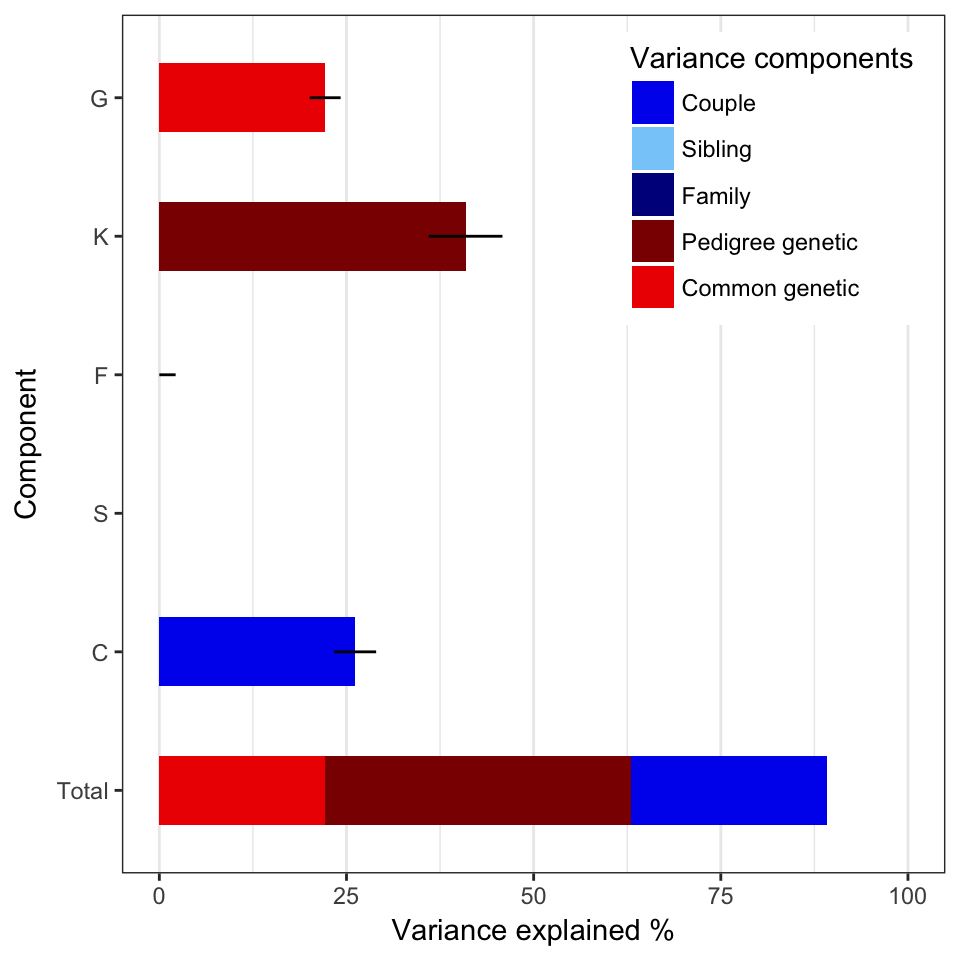 Variance components
Couple
Sibling
Family
Pedigree genetic
Common genetic
G
K
F
S
C
Total
Component
0 25 50 75 100
Variance explained %